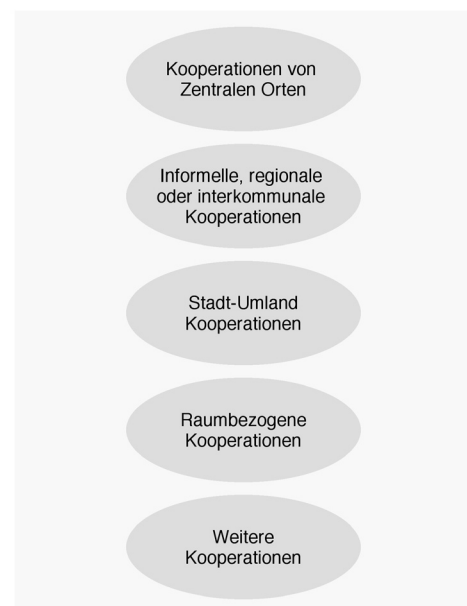 Kooperationen von
Zentralen Orten
Informelle, regionale
oder interkommunale
Kooperationen
Stadt-Umland
Kooperationen
Raumbezogene
Kooperationen
Weitere
Kooperationen